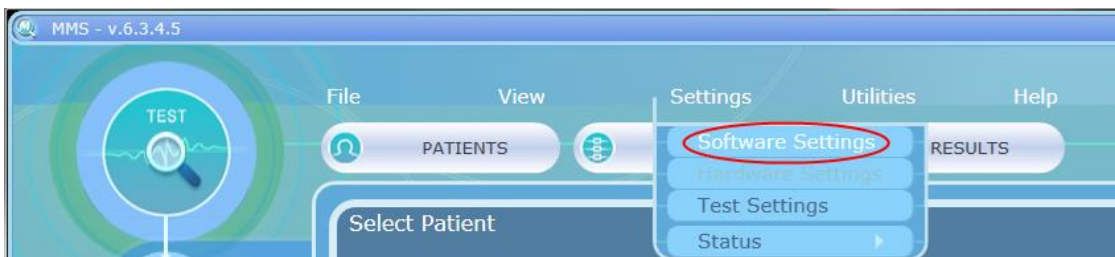 MMS - v.6.3.4.5
File View Settings Utilities Help
TEST
PATIENTS
Software Settings
RESULTS
Hardware Settings
Test Settings
Select Patient
Status